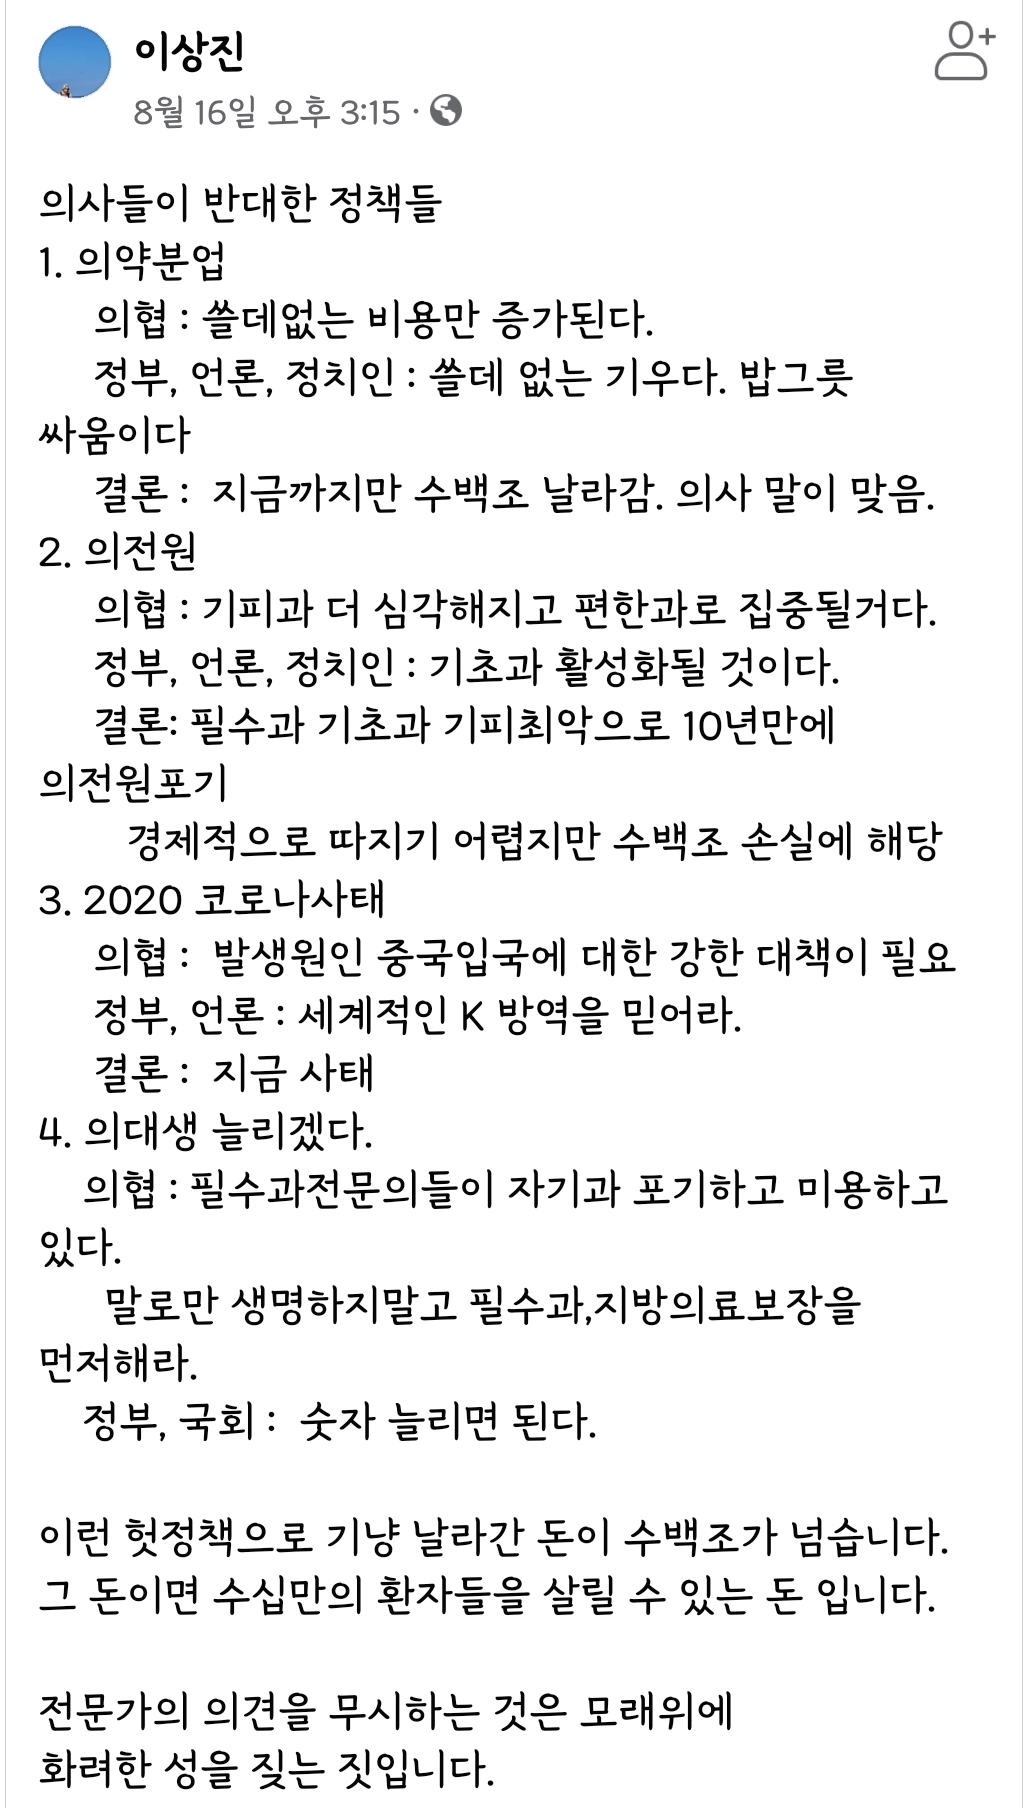 이상진
8월 16일 오후 3:15 ·
의사들이 반대한 정책들
1. 의약분업
의협 : 쓸데없는 비용만 증가된다.
정부, 언론, 정치인 : 쓸데 없는 기우다. 밥그릇
싸움이다
결론 : 지금까지만 수백조 날라감. 의사 말이 맞음.
2. 의전원
의협 : 기피과 더 심각해지고 편한과로 집중될거다.
정부, 언론, 정치인 : 기초과 활성화될 것이다.
결론: 필수과 기초과 기피최악으로 10년만에
의전원포기
경제적으로 따지기 어렵지만 수백조 손실에 해당
3. 2020 코로나사태
의협 : 발생원인 중국입국에 대한 강한 대책이 필요
정부, 언론 : 세계적인 K 방역을 믿어라.
결론 : 지금 사태
4. 의대생 늘리겠다.
의협 : 필수과전문의들이 자기과 포기하고 미용하고
있다.
말로만 생명하지말고 필수과,지방의료보장을
먼저해라.
정부, 국회 : 숫자 늘리면 된다.
이런 헛정책으로 기냥 날라간 돈이 수백조가 넘습니다.
그 돈이면 수십만의 환자들을 살릴 수 있는 돈 입니다.
전문가의 의견을 무시하는 것은 모래위에
화려한 성을 짖는 짓입니다.